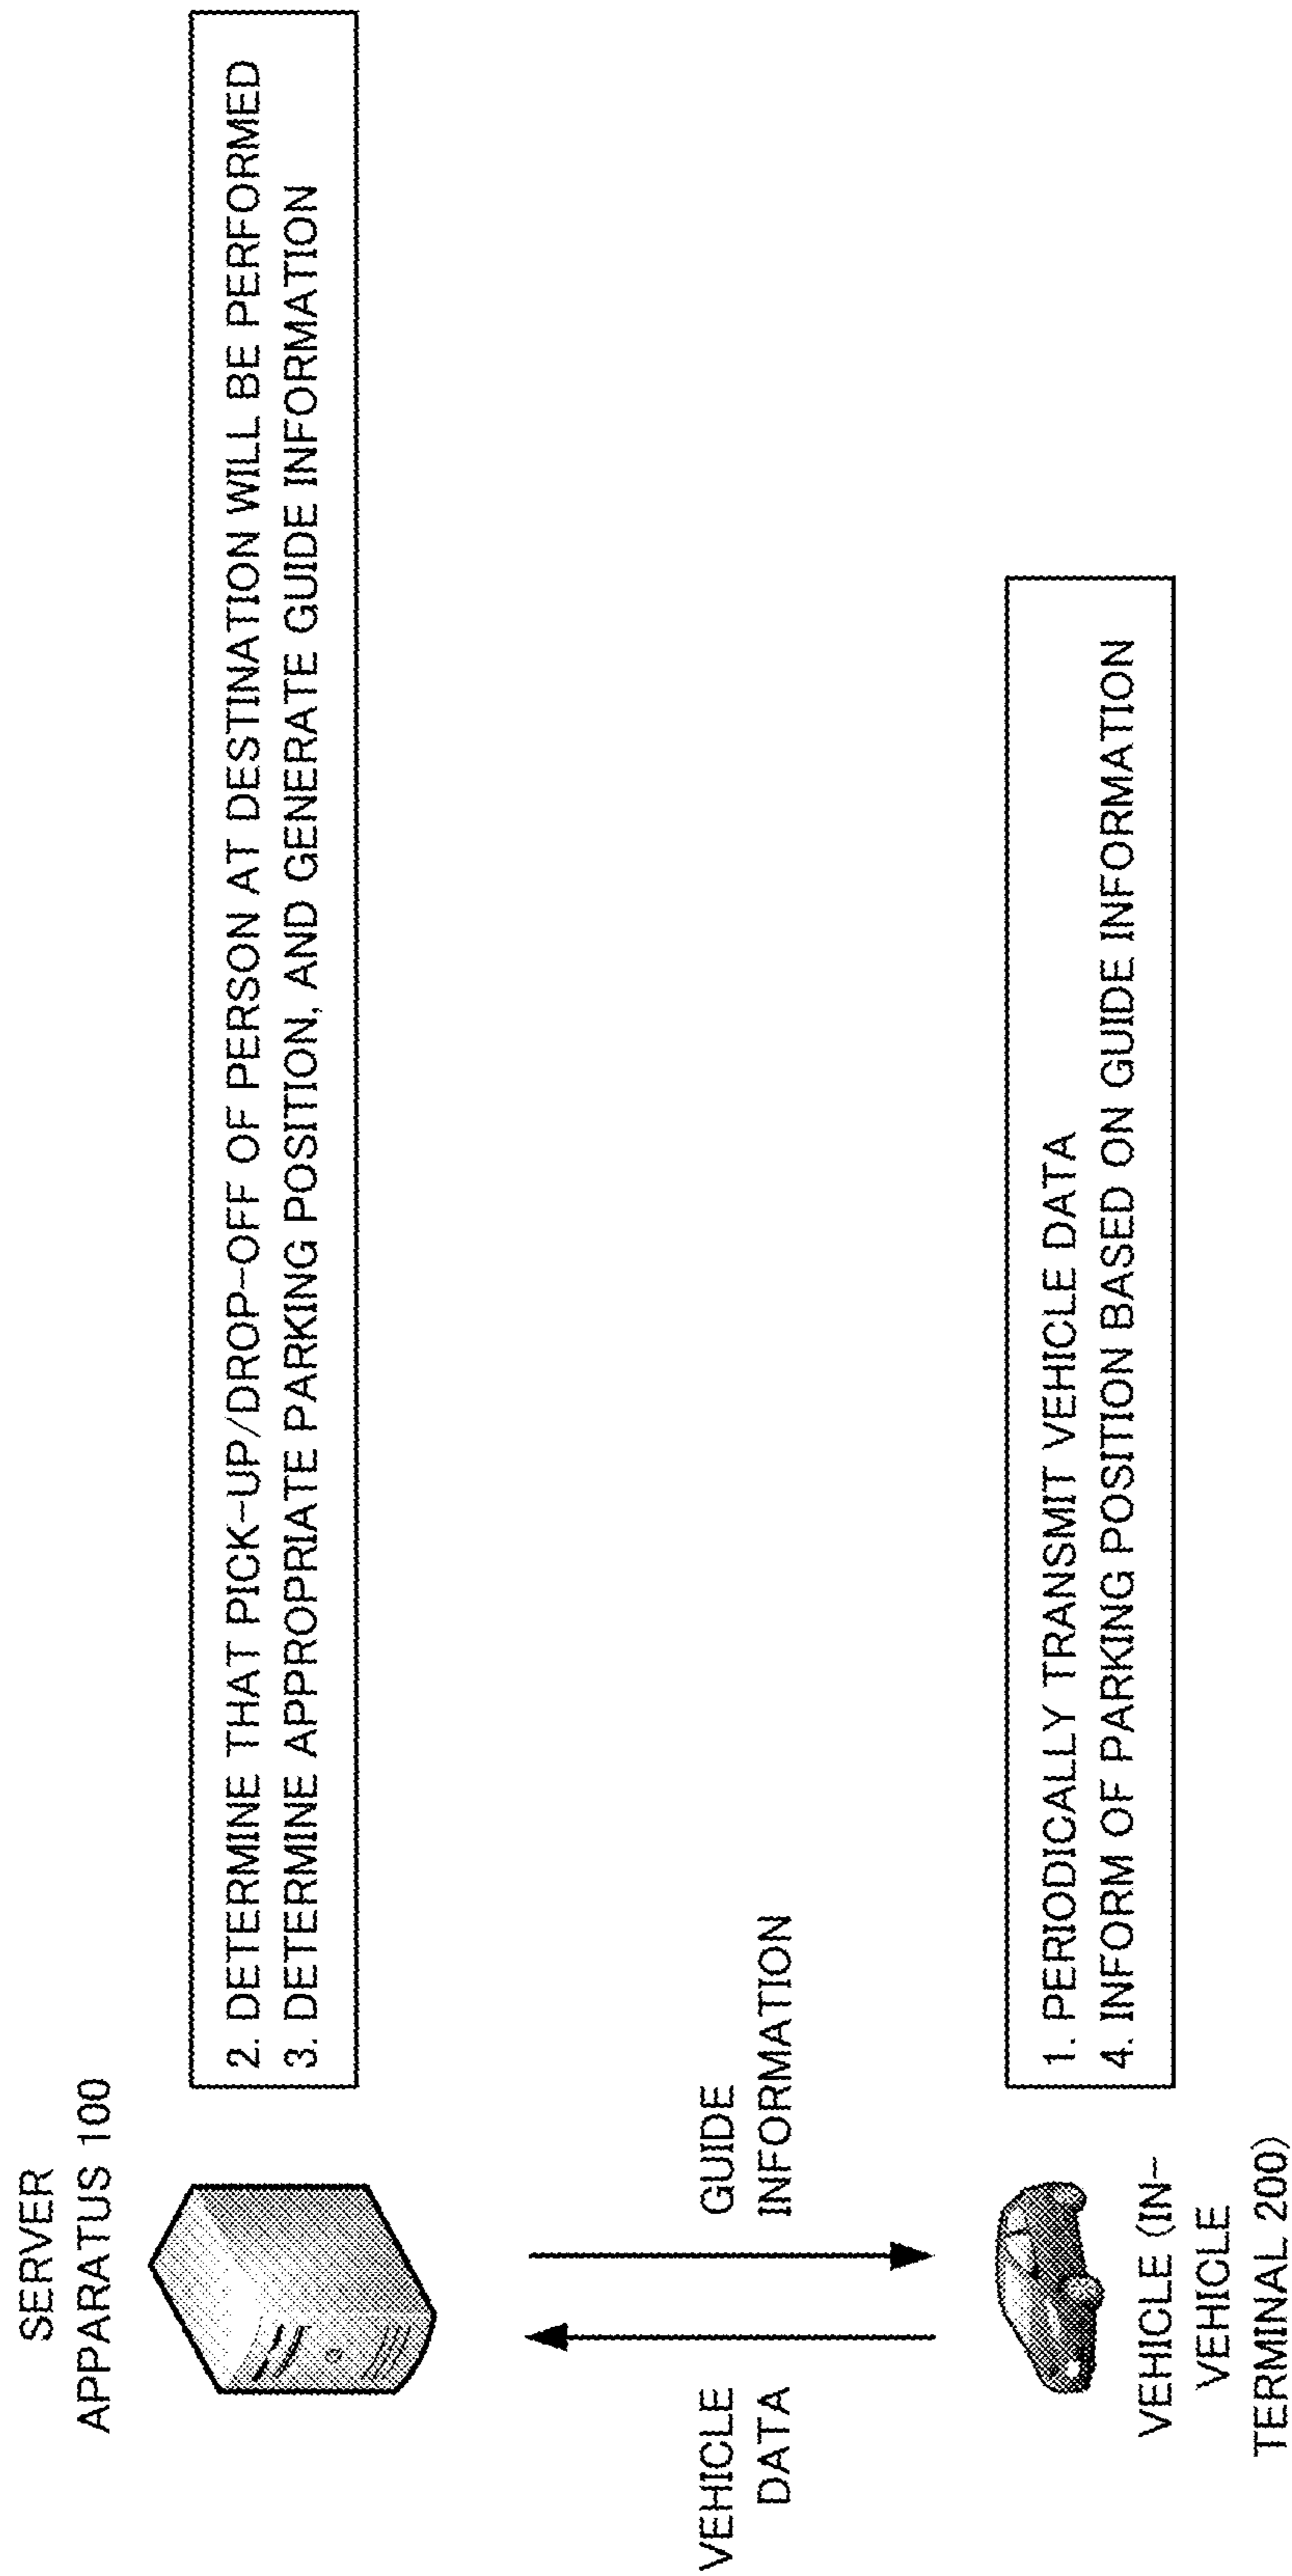 SERVER
APPARATUS 100
2. DETERMINE THAT PICK-UP/DROP-OFF OF PERSON AT DESTINATION WILL BE PERFORMED
3. DETERMINE APPROPRIATE PARKING POSITION, AND GENERATE GUIDE INFORMATION
VEHICLE
DATA
GUIDE
INFORMATION
VEHICLE (IN-
VEHICLE
TERMINAL 200)
1. PERIODICALLY TRANSMIT VEHICLE DATA
4. INFORM OF PARKING POSITION BASED ON GUIDE INFORMATION